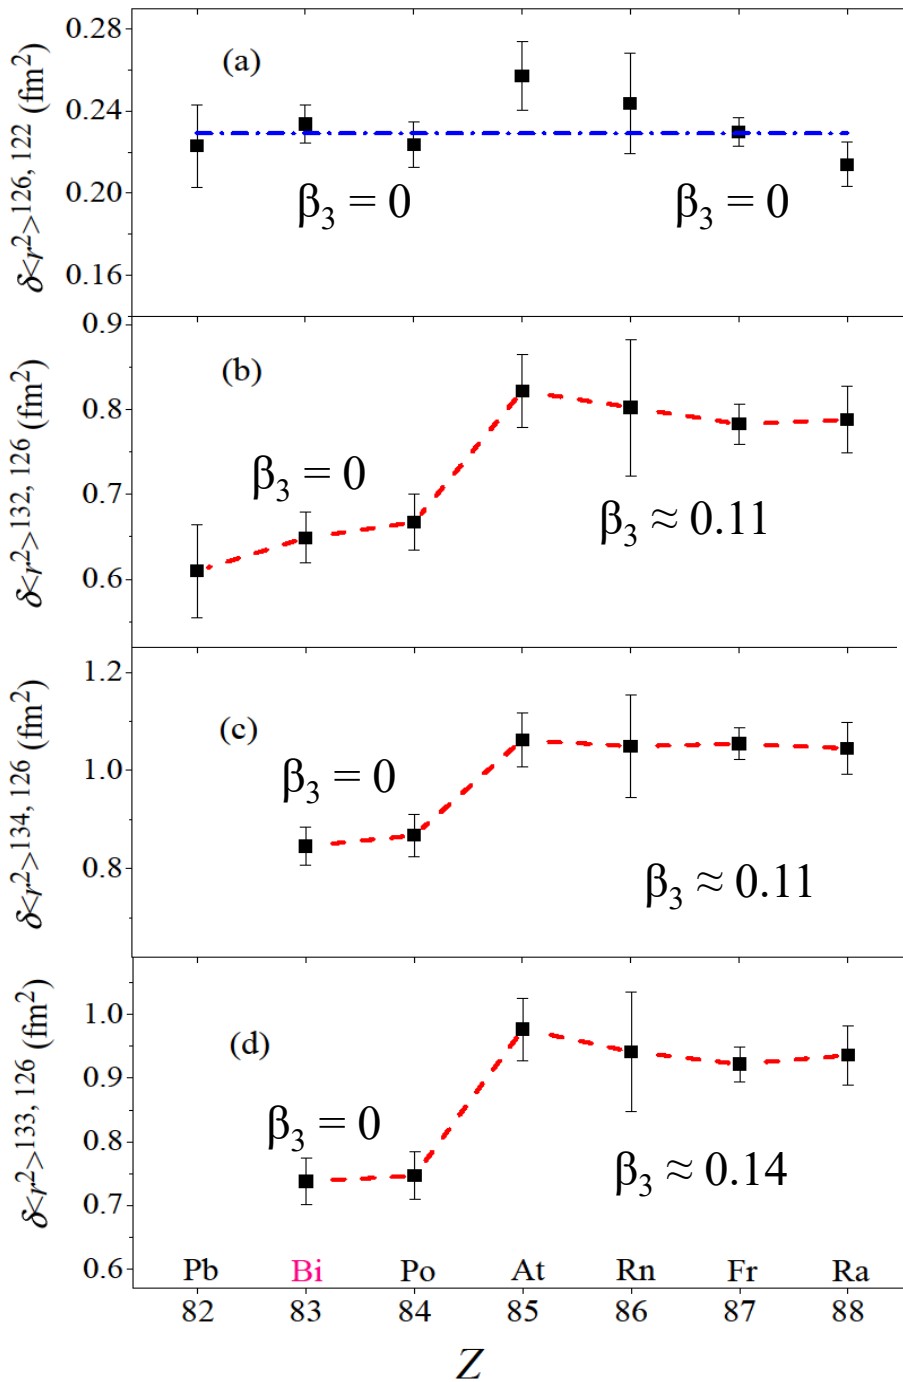 0.28
(a)
0.24
0.20
0.16
δ<r²>¹²⁶, ¹²² (fm²)
β₃ = 0
β₃ = 0
0.9
(b)
0.8
0.7
0.6
δ<r²>¹³², ¹²⁶ (fm²)
β₃ = 0
β₃ ≈ 0.11
1.2
(c)
1.0
0.8
δ<r²>¹³⁴, ¹²⁶ (fm²)
β₃ = 0
β₃ ≈ 0.11
1.0
(d)
0.9
0.8
0.7
0.6
δ<r²>¹³³, ¹²⁶ (fm²)
β₃ = 0
β₃ ≈ 0.14
Pb Bi Po At Rn Fr Ra
82 83 84 85 86 87 88
Z